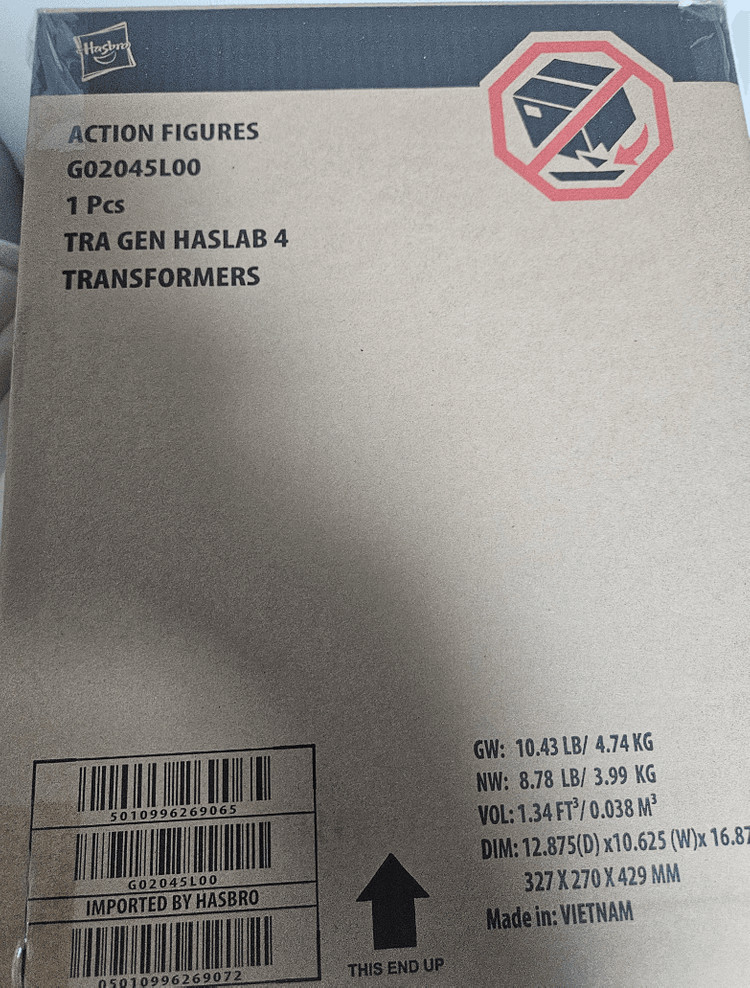 Hasbro
ACTION FIGURES
G02045L00
1 Pcs
TRA GEN HASLAB 4
TRANSFORMERS
5010996269065
G02045L00
IMPORTED BY HASBRO
05010996269072
THIS END UP
GW: 10.43 LB/ 4.74 KG
NW: 8.78 LB/ 3.99 KG
VOL: 1.34 FT³/ 0.038 M³
DIM: 12.875(D) x10.625 (W)x 16.87
327 X 270 X 429 MM
Made in: VIETNAM